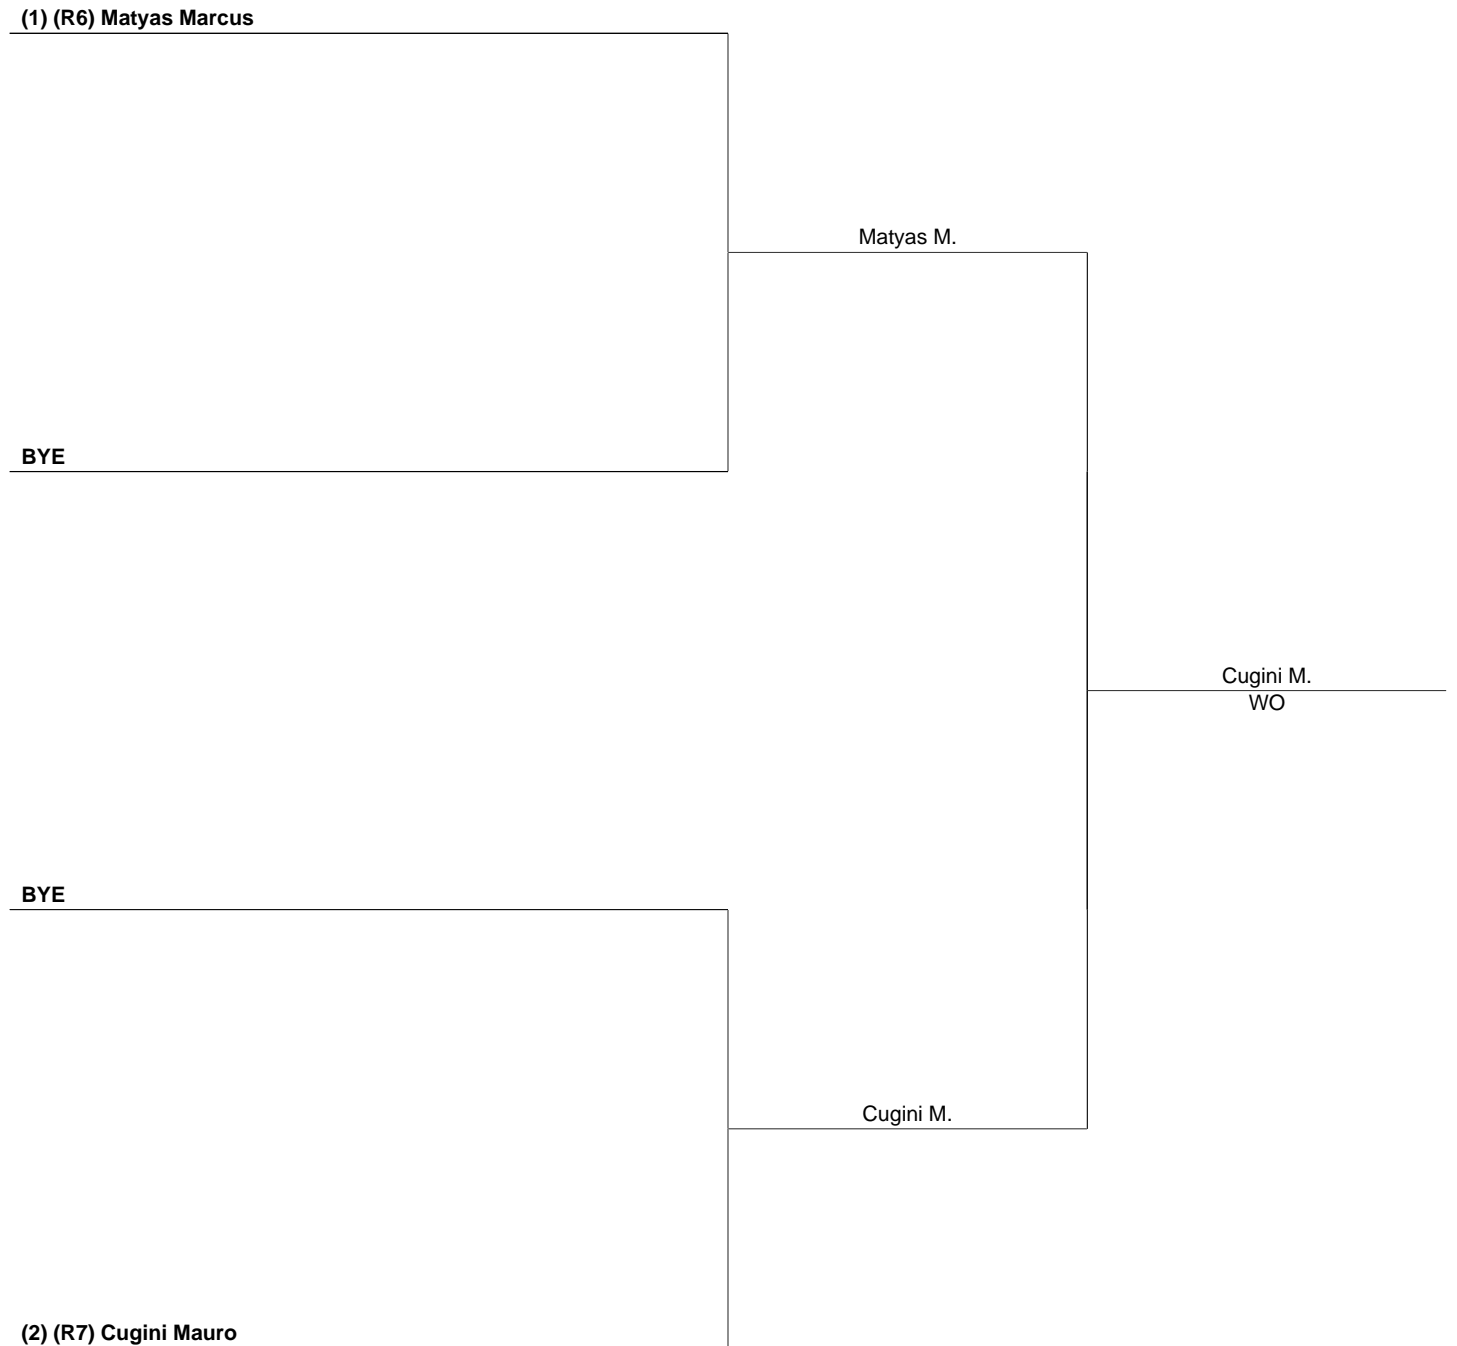 (1) (R6) Matyas Marcus
Matyas M.
BYE
Cugini M.
WO
BYE
Cugini M.
(2) (R7) Cugini Mauro